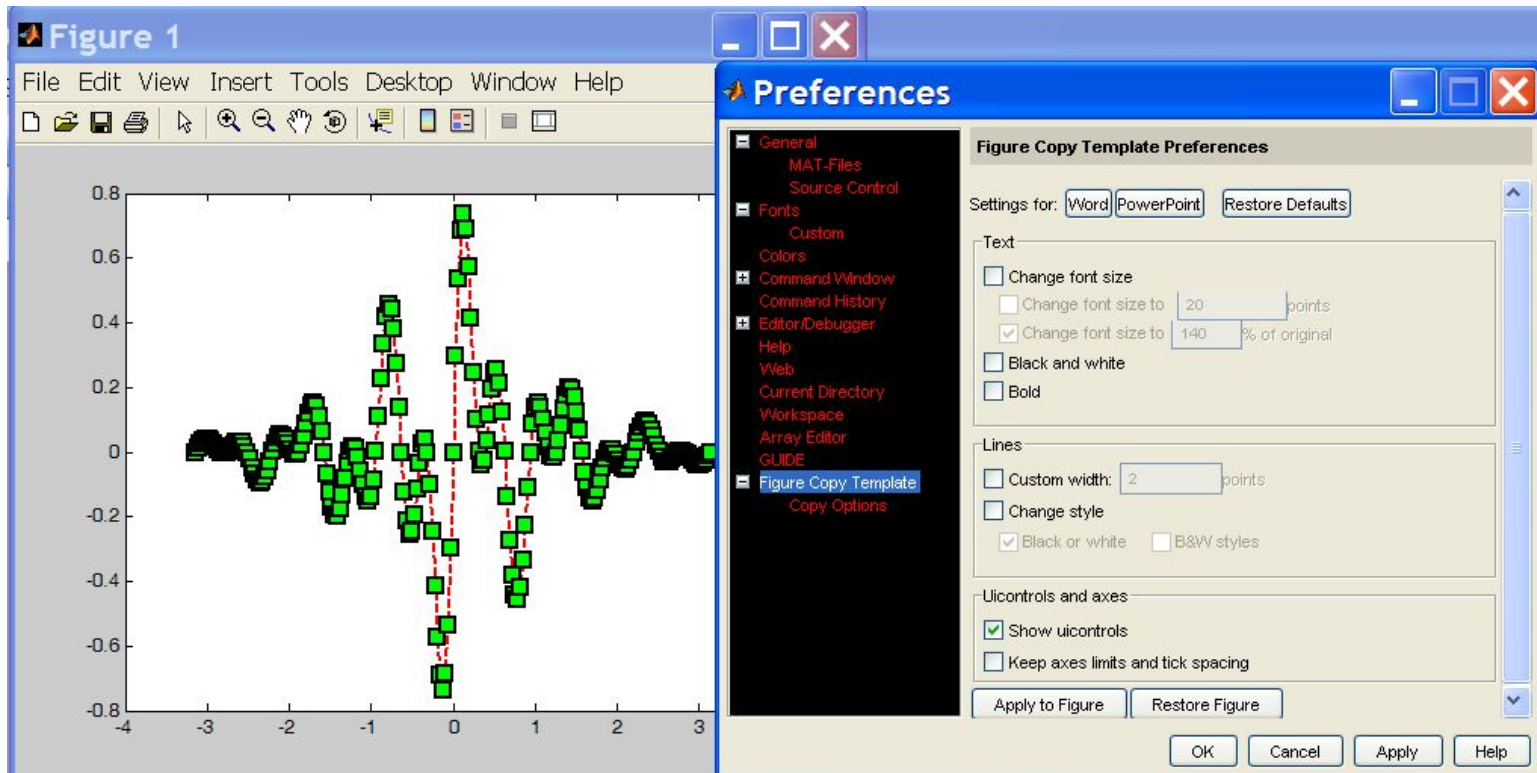 Figure 1
File Edit View Insert Tools Desktop Window Help
0.8
0.6
0.4
0.2
0
-0.2
-0.4
-0.6
-0.8
-4 -3 -2 -1 0 1 2 3
Preferences
General
MAT-Files
Source Control
Fonts
Custom
Colors
Command Window
Command History
Editor/Debugger
Help
Web
Current Directory
Workspace
Array Editor
GUIDE
Figure Copy Template
Copy Options
Figure Copy Template Preferences
Settings for: Word PowerPoint Restore Defaults
Text
Change font size
Change font size to 20 points
Change font size to 140 % of original
Black and white
Bold
Lines
Custom width: 2 points
Change style
Black or white B&W styles
Uicontrols and axes
Show uicontrols
Keep axes limits and tick spacing
Apply to Figure Restore Figure
OK Cancel Apply Help